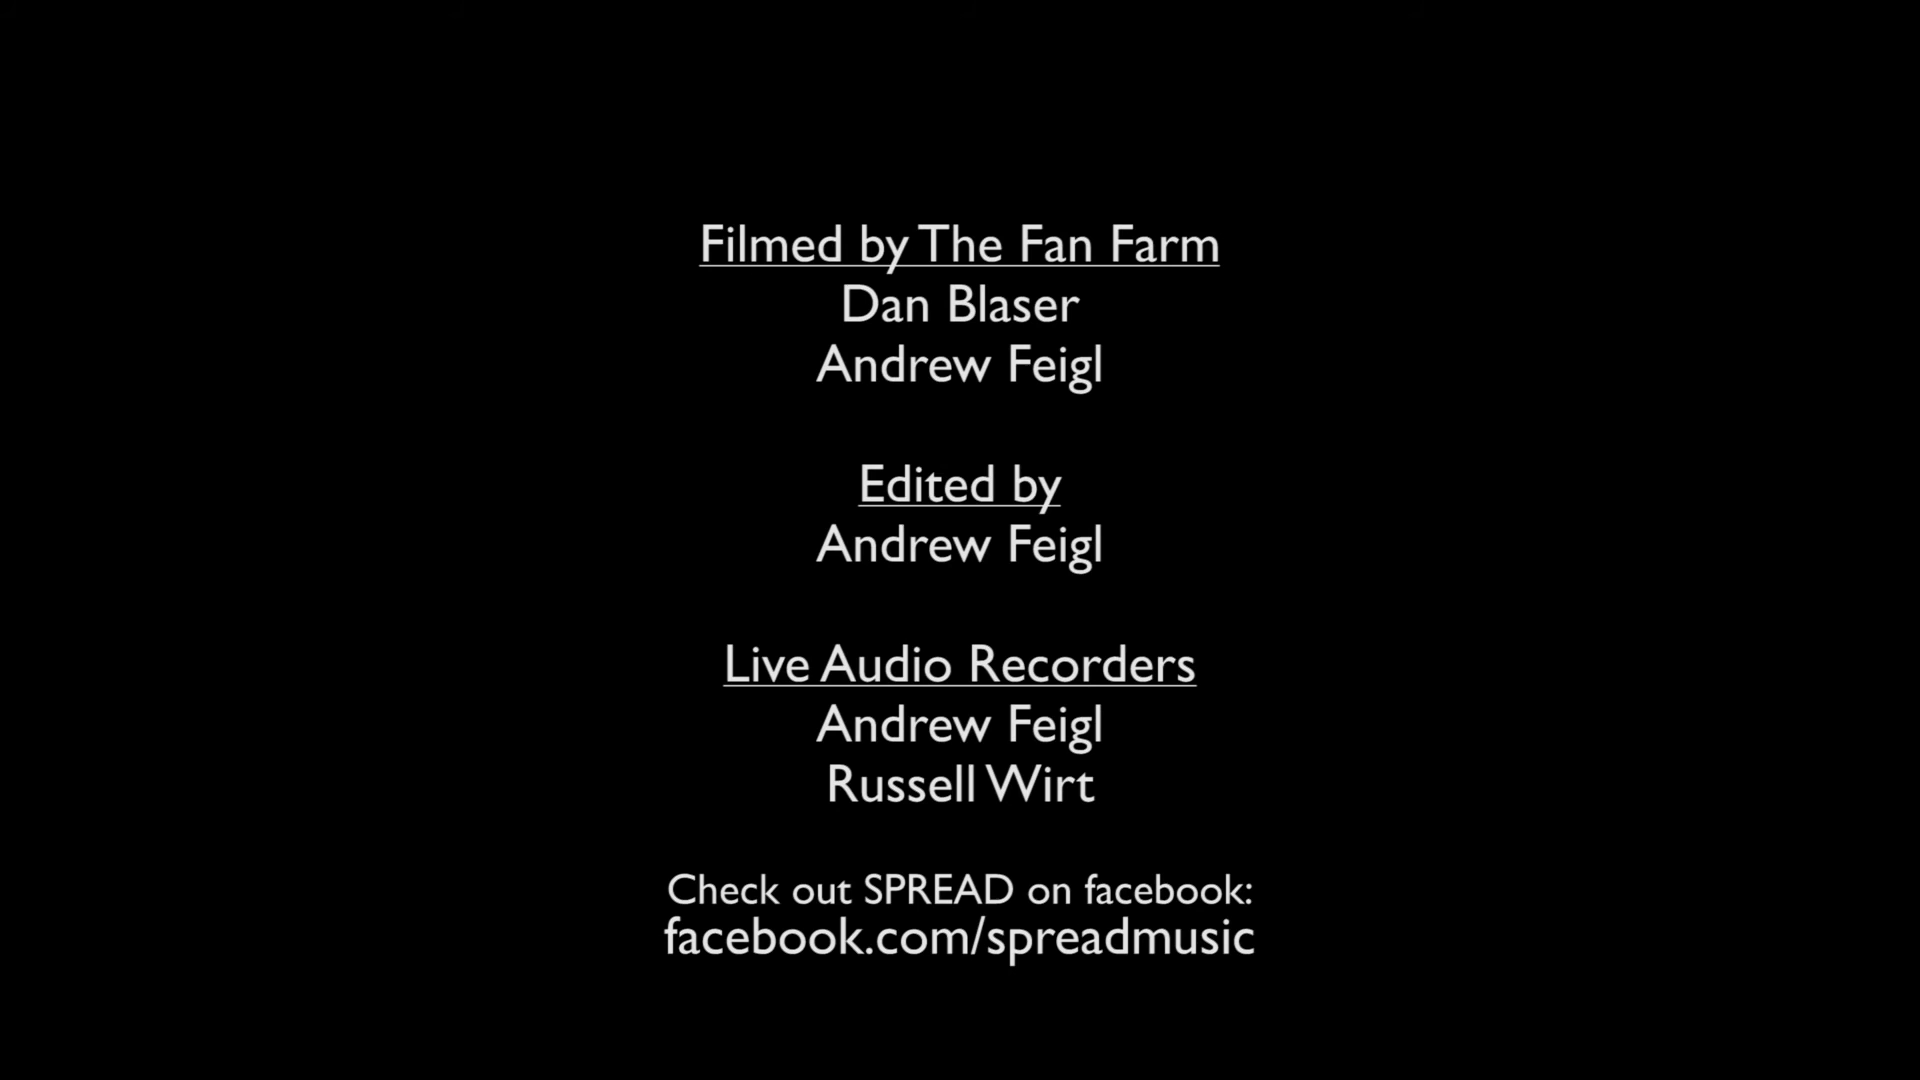 Filmed by The Fan Farm
Dan Blaser
Andrew Feigl
Edited by
Andrew Feigl
Live Audio Recorders
Andrew Feigl
Russell Wirt
Check out SPREAD on facebook:
facebook.com/spreadmusic